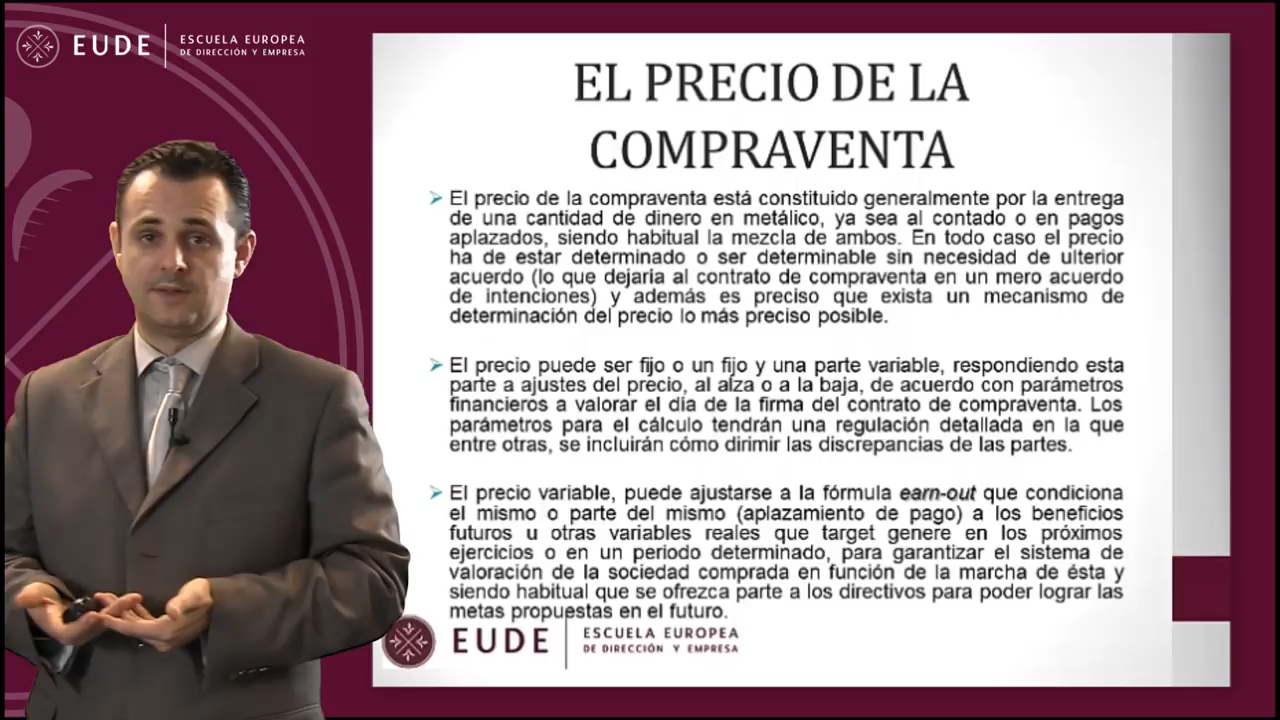 EUDE
ESCUELA EUROPEA
DE DIRECCIÓN Y EMPRESA
EL PRECIO DE LA
COMPRAVENTA
El precio de la compraventa está constituido generalmente por la entrega
de una cantidad de dinero en metálico, ya sea al contado o en pagos
aplazados, siendo habitual la mezcla de ambos. En todo caso el precio
ha de estar determinado o ser determinable sin necesidad de ulterior
acuerdo (lo que dejaría al contrato de compraventa en un mero acuerdo
de intenciones) y además es preciso que exista un mecanismo de
determinación del precio lo más preciso posible.
El precio puede ser fijo o un fijo y una parte variable, respondiendo esta
parte a ajustes del precio, al alza o a la baja, de acuerdo con parámetros
financieros a valorar el día de la firma del contrato de compraventa. Los
parámetros para el cálculo tendrán una regulación detallada en la que
entre otras, se incluirán cómo dirimir las discrepancias de las partes.
El precio variable, puede ajustarse a la fórmula earn-out que condiciona
el mismo o parte del mismo (aplazamiento de pago) a los beneficios
futuros u otras variables reales que target genere en los próximos
ejercicios o en un periodo determinado, para garantizar el sistema de
valoración de la sociedad comprada en función de la marcha de ésta y
siendo habitual que se ofrezca parte a los directivos para poder lograr las
metas propuestas en el futuro.
EUDE
ESCUELA EUROPEA
DE DIRECCIÓN Y EMPRESA